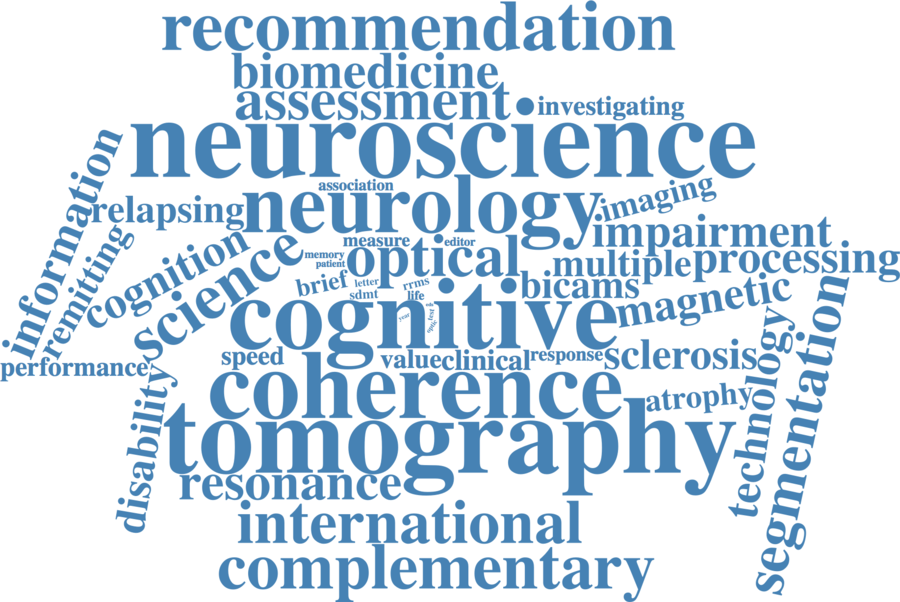 recommendation
biomedicine
assessment
investigating
neuroscience
association
imaging
information
relapsing
neurology
impairment
remitting
cognition
science
measure
editor
memory
patient
optical
multiple
processing
brief
letter
sdmt
rrms
life
bicams
magnetic
cognitive
year
test
optic
performance
speed
value
clinical
response
sclerosis
technology
segmentation
disability
coherence
atrophy
tomography
resonance
international
complementary